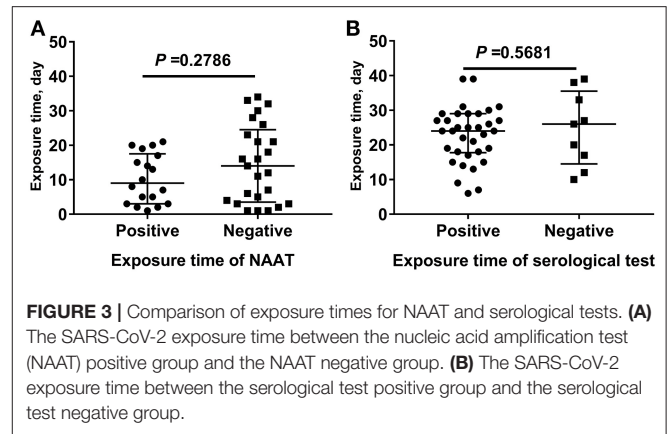 A
B
P =0.2786
P =0.5681
Exposure time, day
50
40
30
20
10
0
Positive
Negative
Exposure time of NAAT
Exposure time, day
50
40
30
20
10
0
Positive
Negative
Exposure time of serological test
FIGURE 3 | Comparison of exposure times for NAAT and serological tests. (A)
The SARS-CoV-2 exposure time between the nucleic acid amplification test
(NAAT) positive group and the NAAT negative group. (B) The SARS-CoV-2
exposure time between the serological test positive group and the serological
test negative group.